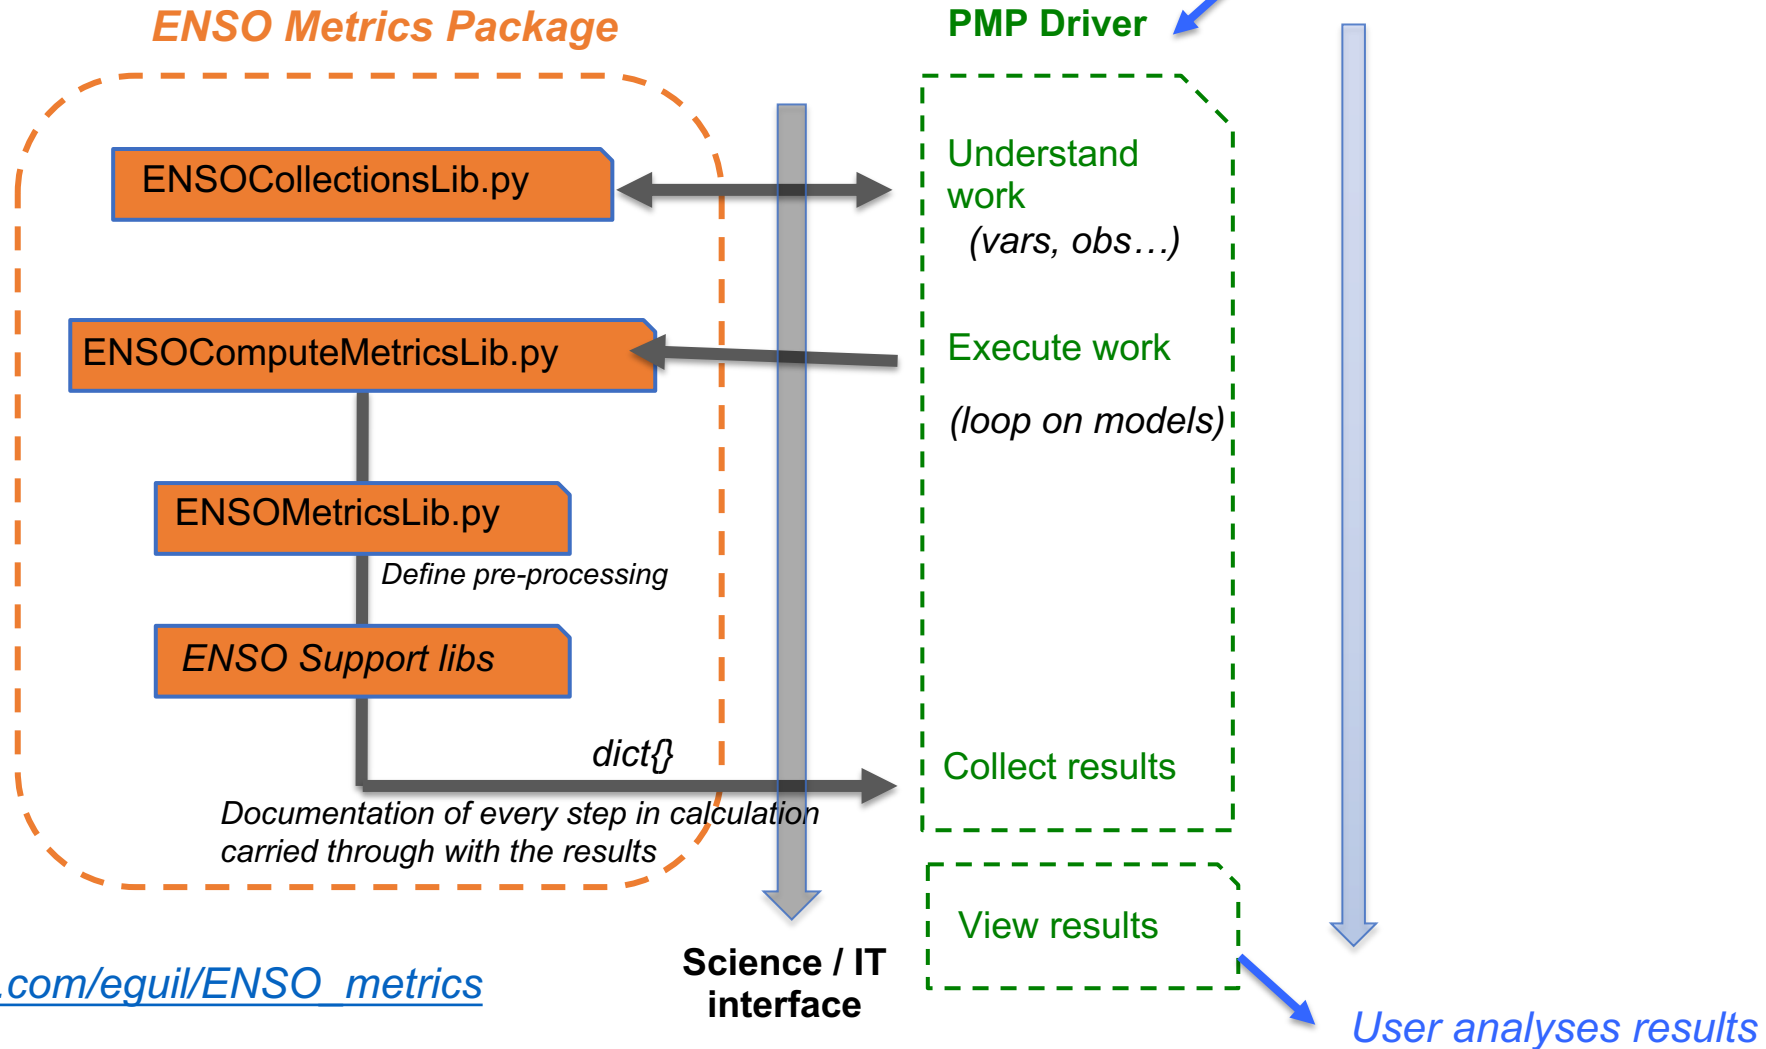 ENSO Metrics Package
PMP Driver
ENSOCollectionsLib.py
Understand
work
(vars, obs…)
ENSOComputeMetricsLib.py
Execute work
(loop on models)
ENSOMetricsLib.py
Define pre-processing
ENSO Support libs
dict{}
Collect results
Documentation of every step in calculation
carried through with the results
View results
Science / IT
interface
.com/eguil/ENSO_metrics
User analyses results